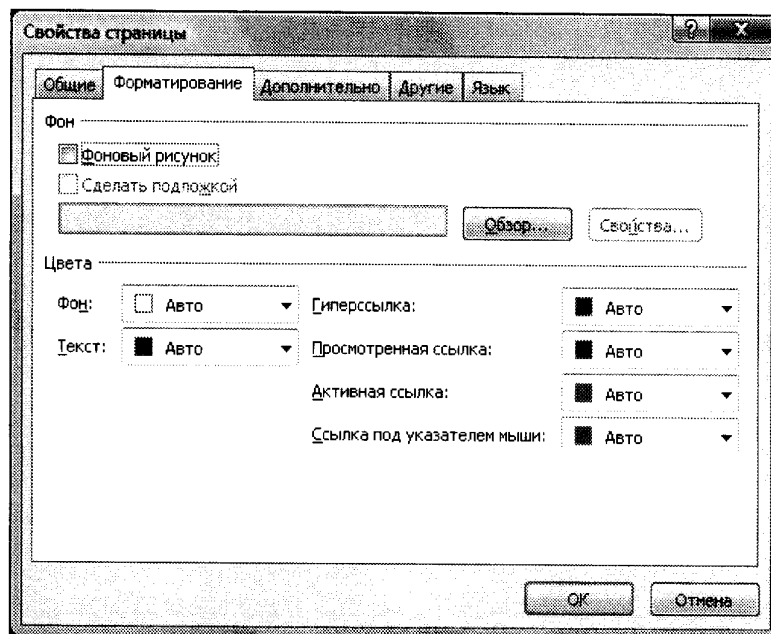 Свойства страницы
Общие Форматирование Дополнительно Другие Язык
Фон
Фоновый рисунок
Сделать подложкой
Обзор... Свойства...
Цвета
Фон: Авто Гиперссылка: Авто
Текст: Авто Просмотренная ссылка: Авто
Активная ссылка: Авто
Ссылка под указателем мыши: Авто
ОК Отмена